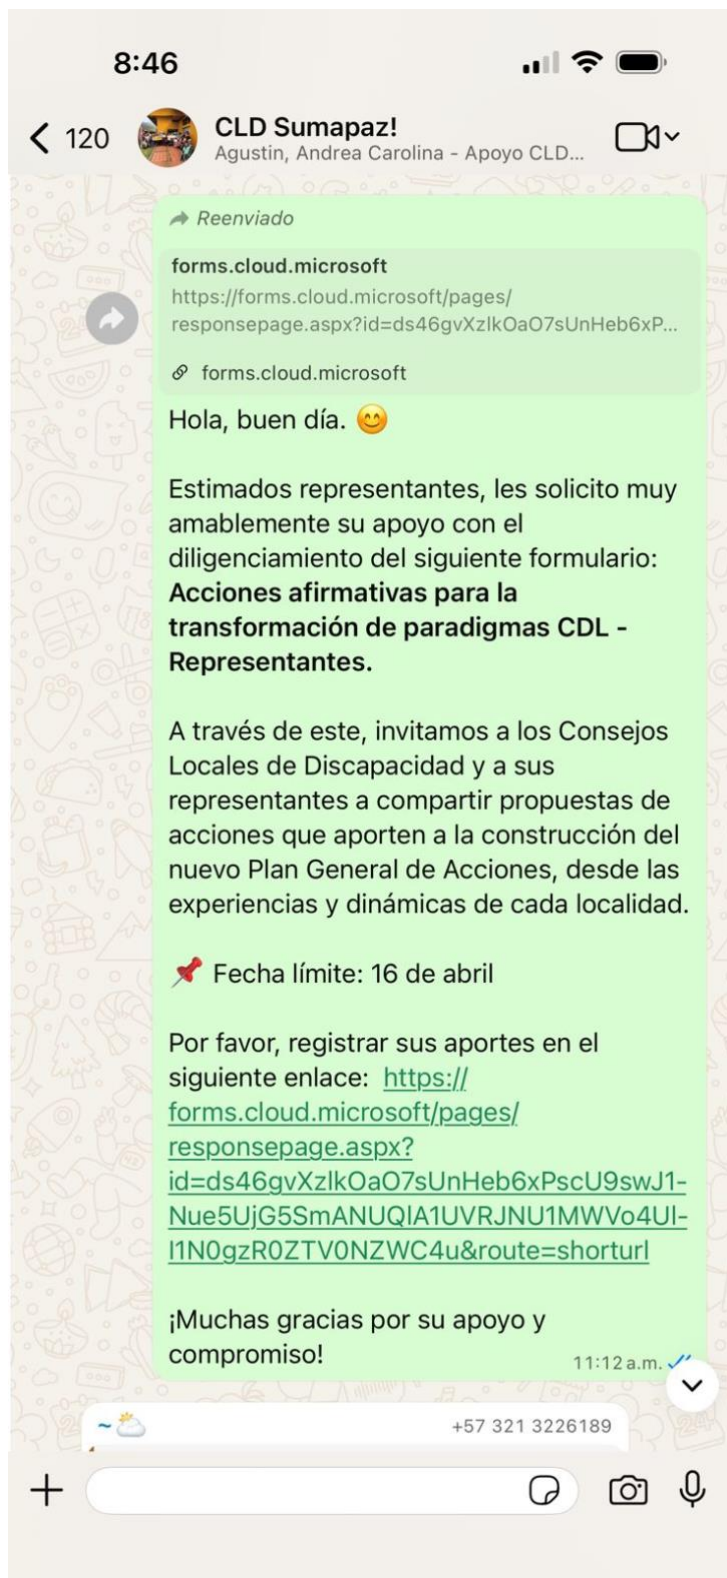 8:46
120
CLD Sumapaz!
Agustin, Andrea Carolina - Apoyo CLD...
Reenviado
forms.cloud.microsoft
https://forms.cloud.microsoft/pages/
responsepage.aspx?id=ds46gvXzIkOaO7sUnHeb6xP...
forms.cloud.microsoft
Hola, buen día. 😊
Estimados representantes, les solicito muy
amablemente su apoyo con el
diligenciamiento del siguiente formulario:
Acciones afirmativas para la
transformación de paradigmas CDL -
Representantes.
A través de este, invitamos a los Consejos
Locales de Discapacidad y a sus
representantes a compartir propuestas de
acciones que aporten a la construcción del
nuevo Plan General de Acciones, desde las
experiencias y dinámicas de cada localidad.
📌 Fecha límite: 16 de abril
Por favor, registrar sus aportes en el
siguiente enlace: https://
forms.cloud.microsoft/pages/
responsepage.aspx?
id=ds46gvXzIkOaO7sUnHeb6xPscU9swJ1-
Nue5UjG5SmANUQlA1UVRJNU1MWVo4Ul-
I1N0gzR0ZTV0NZWC4u&route=shorturl
¡Muchas gracias por su apoyo y
compromiso!
11:12 a.m.
~🌥️
+57 321 3226189